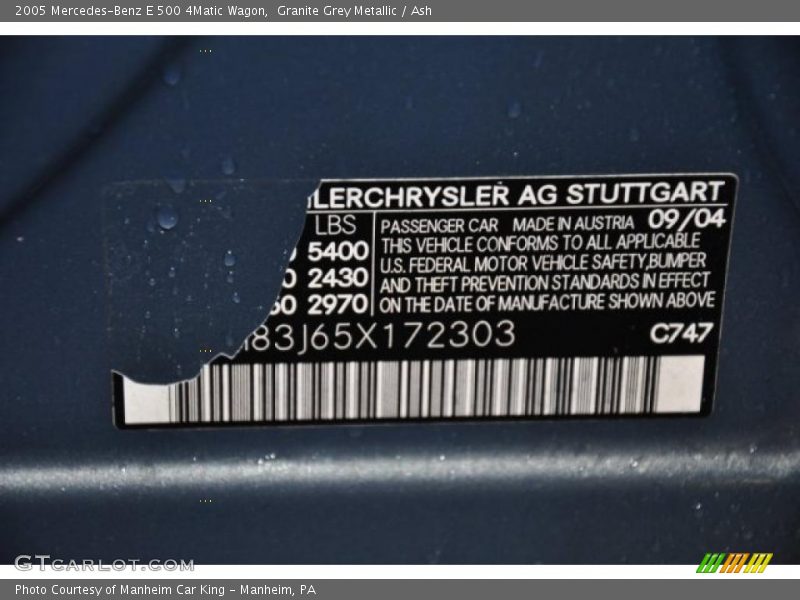 2005 Mercedes-Benz E 500 4Matic Wagon, Granite Grey Metallic / Ash
LERCHRYSLER AG STUTTGART
LBS
PASSENGER CAR MADE IN AUSTRIA 09/04
5400
THIS VEHICLE CONFORMS TO ALL APPLICABLE
0 2430
U.S. FEDERAL MOTOR VEHICLE SAFETY, BUMPER
AND THEFT PREVENTION STANDARDS IN EFFECT
60 2970
ON THE DATE OF MANUFACTURE SHOWN ABOVE
83J65X172303
C747
GTCARLOT.COM
Photo Courtesy of Manheim Car King - Manheim, PA